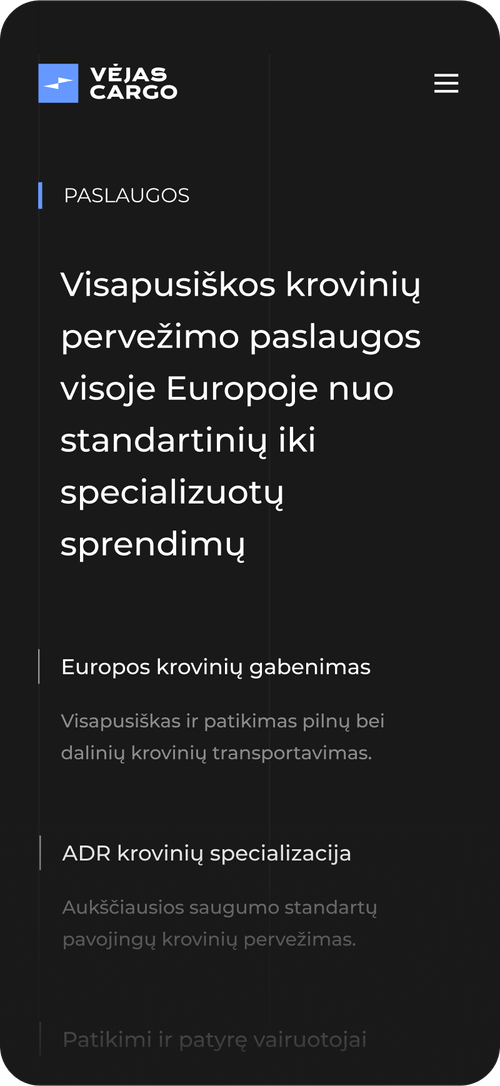 VĖJAS
CARGO
PASLAUGOS
Visapusiškos krovinių
pervežimo paslaugos
visoje Europoje nuo
standartinių iki
specializuotų
sprendimų
Europos krovinių gabenimas
Visapusiškas ir patikimas pilnų bei
dalinių krovinių transportavimas.
ADR krovinių specializacija
Aukščiausios saugumo standartų
pavojingų krovinių pervežimas.
Patikimi ir patyrę vairuotojai